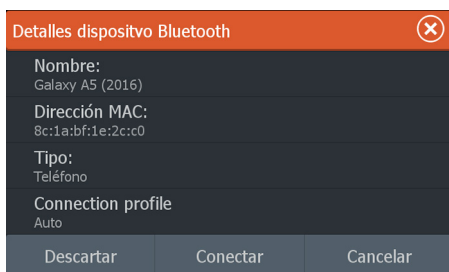 Detalles dispositvo Bluetooth
Nombre:
Galaxy A5 (2016)
Dirección MAC:
8c:1a:bf:1e:2c:c0
Tipo:
Teléfono
Connection profile
Auto
Descartar Conectar Cancelar